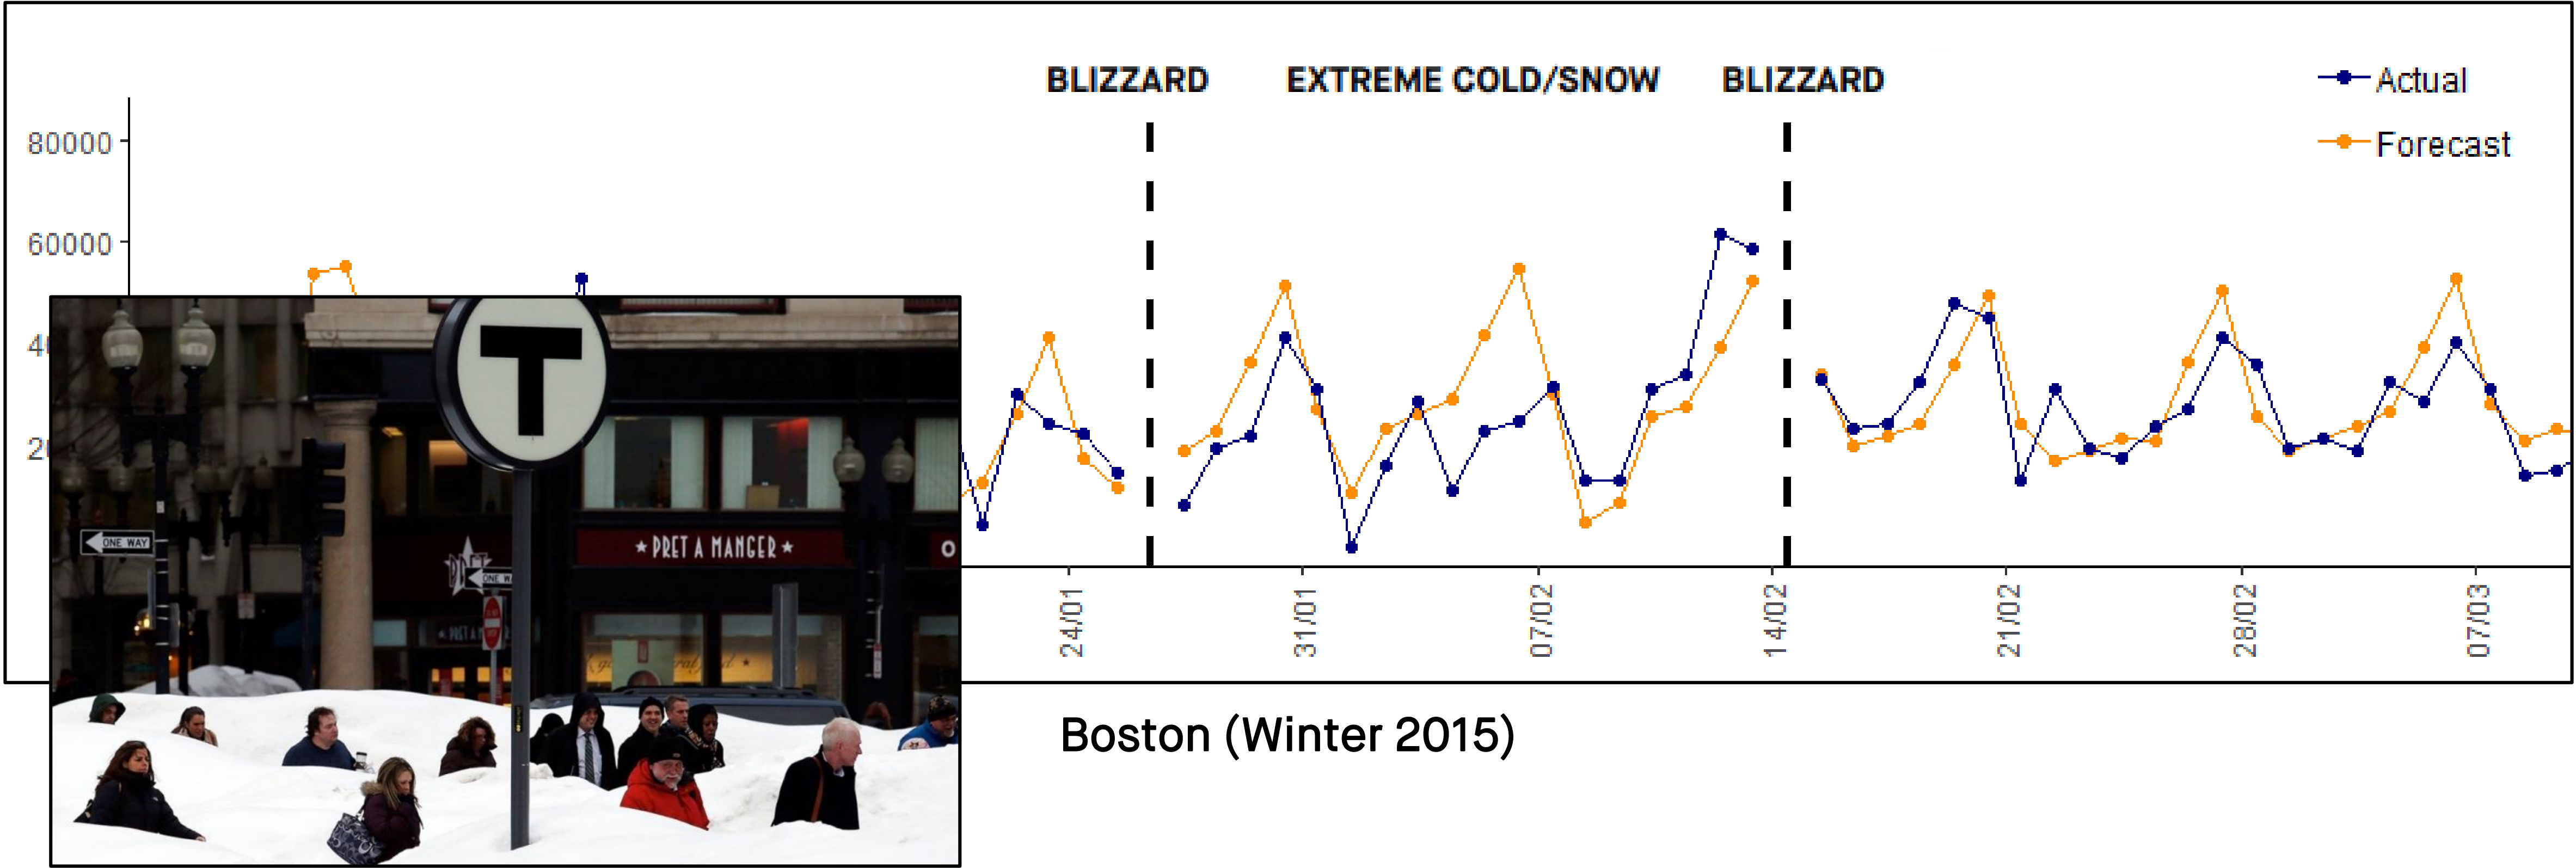 BLIZZARD EXTREME COLD/SNOW BLIZZARD
Actual
Forecast
80000
60000
24/01 31/01 07/02 14/02 21/02 28/02 07/03
T
ONE WAY
★ PRET A MANGER ★
ONE W
Boston (Winter 2015)